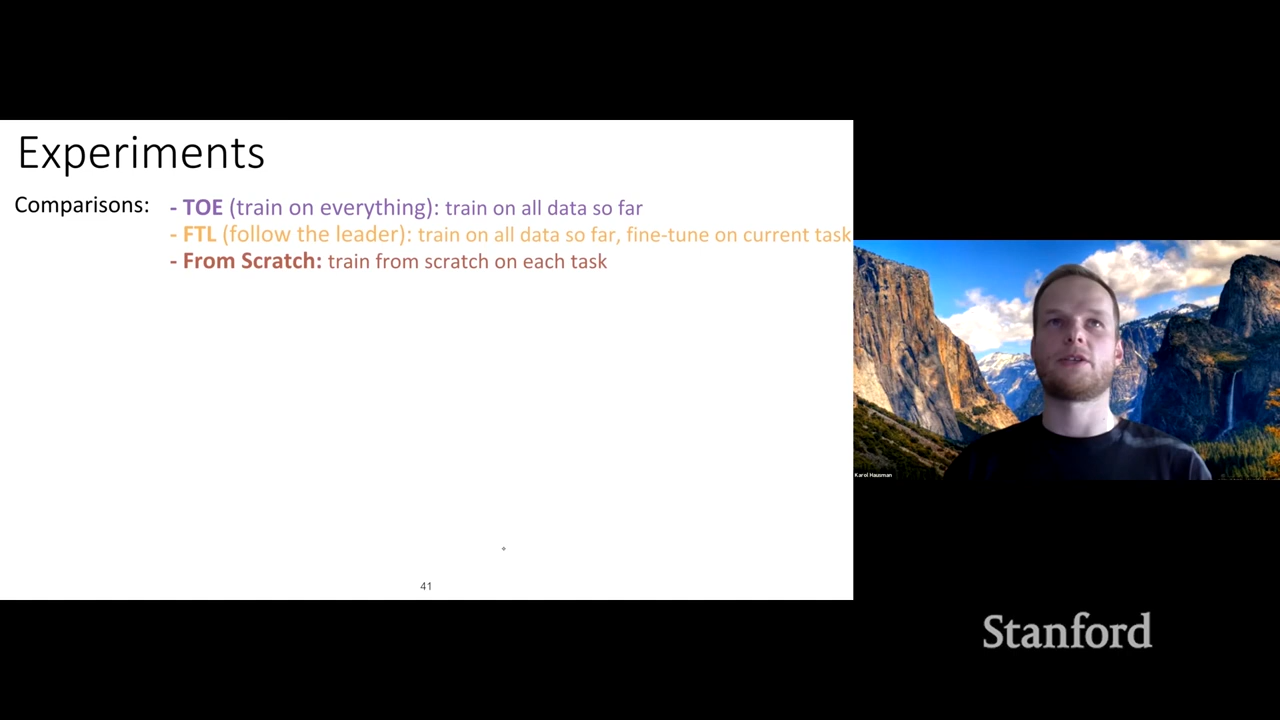 Experiments
Comparisons:
- TOE (train on everything): train on all data so far
- FTL (follow the leader): train on all data so far, fine-tune on current task
- From Scratch: train from scratch on each task
41
Karol Hausman
Stanford